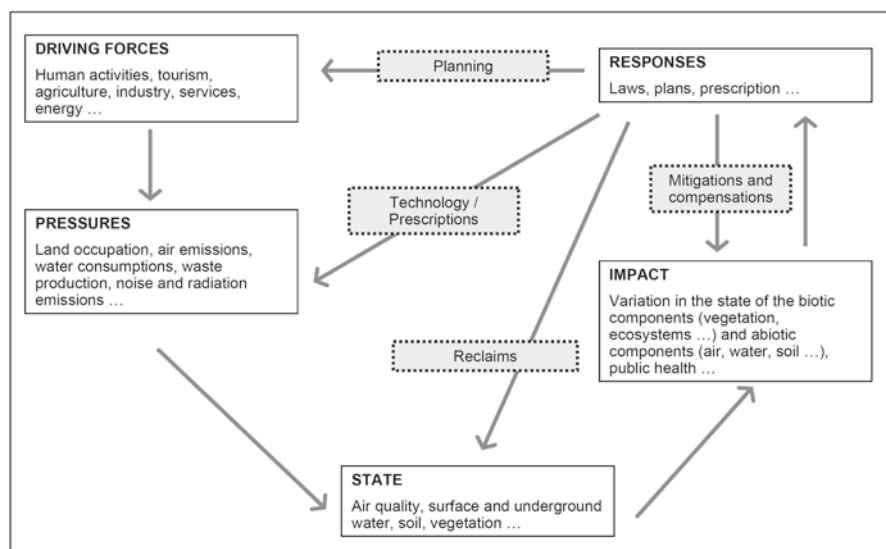 DRIVING FORCES
Human activities, tourism,
agriculture, industry, services,
energy ...
Planning
RESPONSES
Laws, plans, prescription ...
Technology /
Prescriptions
Mitigations and
compensations
PRESSURES
Land occupation, air emissions,
water consumptions, waste
production, noise and radiation
emissions ...
IMPACT
Variation in the state of the biotic
components (vegetation,
ecosystems ...) and abiotic
components (air, water, soil ...),
public health ...
Reclaims
STATE
Air quality, surface and underground
water, soil, vegetation ...